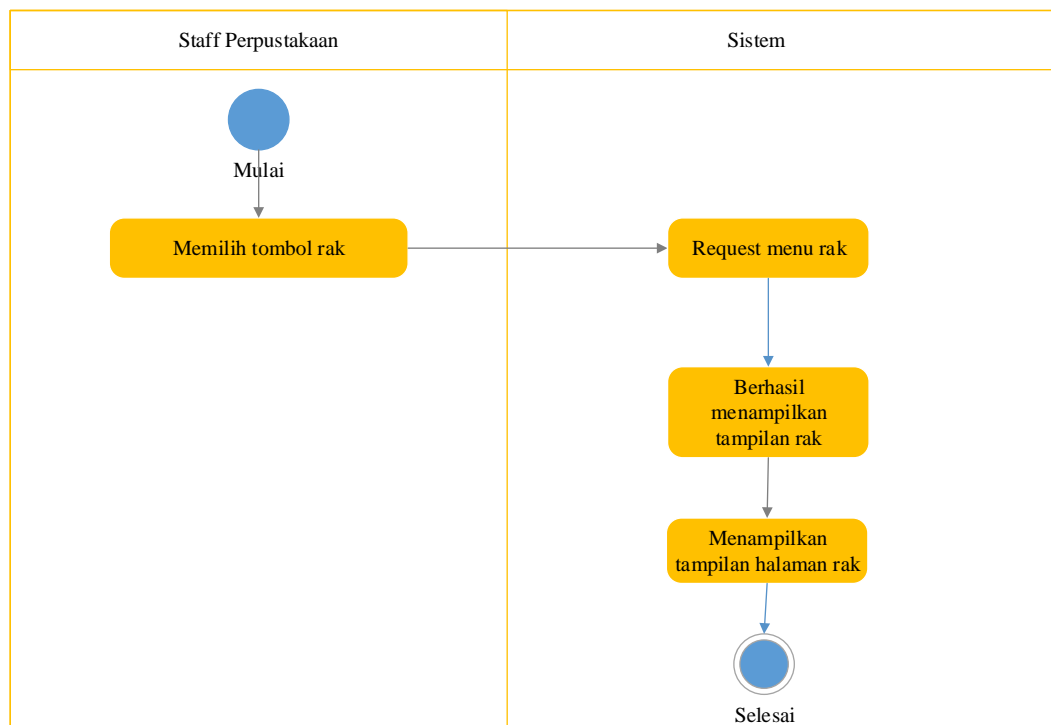 Staff Perpustakaan
Sistem
Mulai
Memilih tombol rak
Request menu rak
Berhasil
menampilkan
tampilan rak
Menampilkan
tampilan halaman rak
Selesai